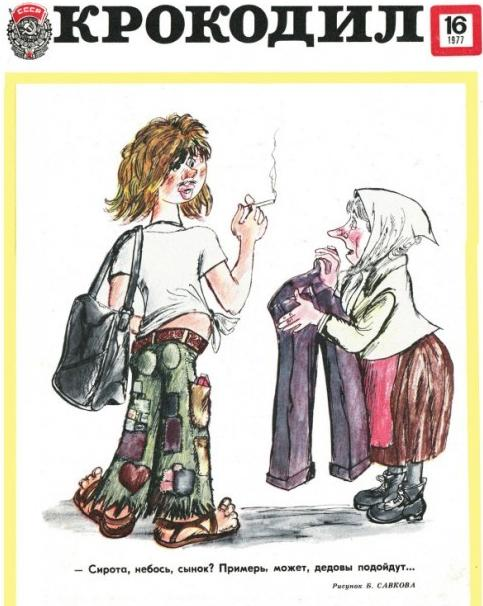 СССР
КРОКОДИЛ
16
1977
— Сирота, небось, сынок? Примерь, может, дедовы подойдут...
Рисунок Б. САВКОВА